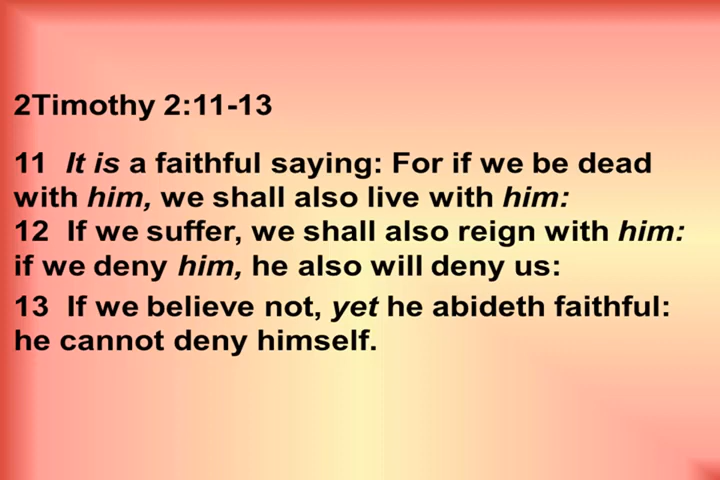 2Timothy 2:11-13
11 It is a faithful saying: For if we be dead
with him, we shall also live with him:
12 If we suffer, we shall also reign with him:
if we deny him, he also will deny us:
13 If we believe not, yet he abideth faithful:
he cannot deny himself.